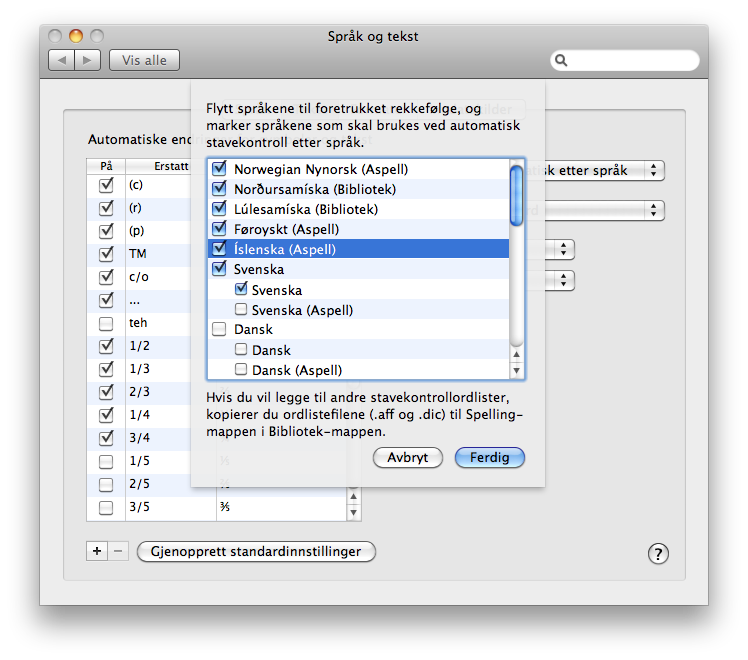 Språk og tekst
Vis alle
Flytt språkene til foretrukket rekkefølge, og
marker språkene som skal brukes ved automatisk
stavekontroll etter språk.
Norwegian Nynorsk (Aspell)
Norðursamíska (Bibliotek)
Lúlesamíska (Bibliotek)
Føroyskt (Aspell)
Íslenska (Aspell)
Svenska
Svenska
Svenska (Aspell)
Dansk
Dansk
Dansk (Aspell)
Hvis du vil legge til andre stavekontrollordlister,
kopierer du ordlistefilene (.aff og .dic) til Spelling-
mappen i Bibliotek-mappen.
Avbryt
Ferdig
Automatiske
etter språk
På Erstatt
(c)
(r)
(p)
TM
c/o
...
teh
1/2
1/3
2/3
1/4
3/4
1/5 ⅕
2/5 ⅖
3/5 ⅗
+ −
Gjenopprett standardinnstillinger
?